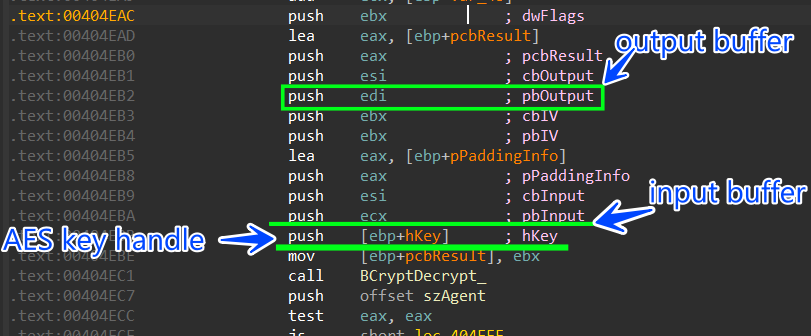 .text:00404EAC push ebx ; dwFlags
.text:00404EAD lea eax, [ebp+pcbResult]
output buffer
.text:00404EB0 push eax ; pcbResult
.text:00404EB1 push esi ; cbOutput
.text:00404EB2 push edi ; pbOutput
.text:00404EB3 push ebx ; cbIV
.text:00404EB4 push ebx ; pbIV
.text:00404EB5 lea eax, [ebp+pPaddingInfo]
.text:00404EB8 push eax ; pPaddingInfo
.text:00404EB9 push esi ; cbInput
input buffer
.text:00404EBA push ecx ; pbInput
AES key handle
push [ebp+hKey] ; hKey
mov [ebp+pcbResult], ebx
.text:00404EC1 call BCryptDecrypt_
.text:00404EC7 push offset szAgent
.text:00404ECC test eax, eax